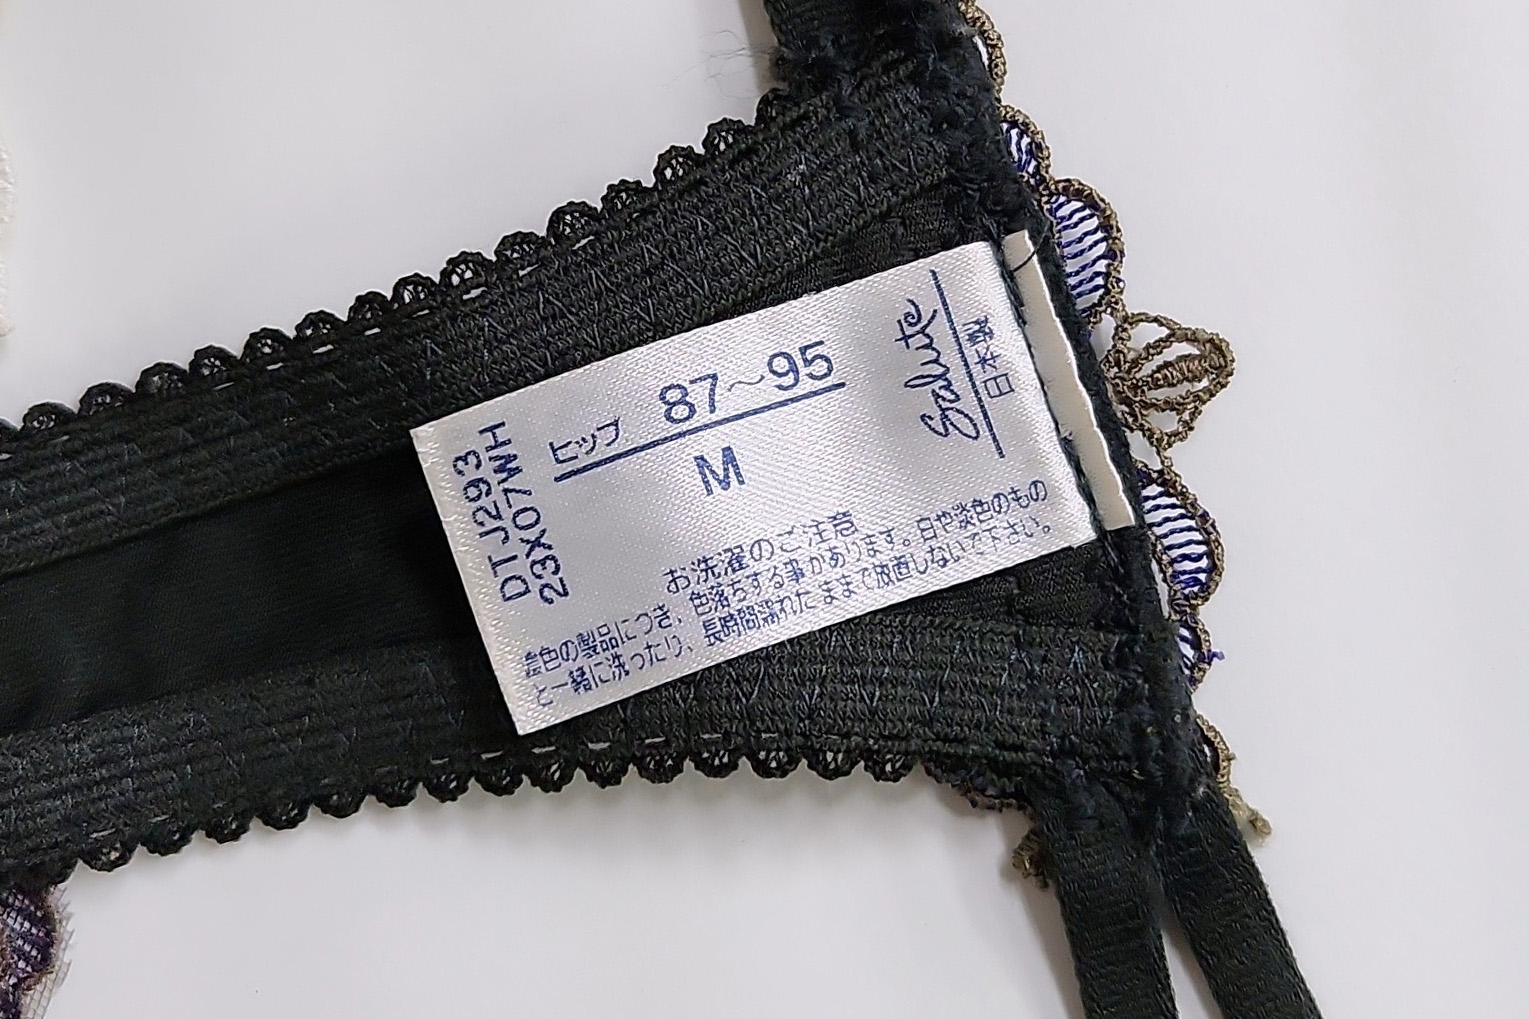 DTJ293
23X07WH
ヒップ 87〜95
M
Salute
日本製
お洗濯のご注意
濃色の製品につき、色落ちする事があります。白や淡色のもの
と一緒に洗ったり、長時間濡れたままで放置しないで下さい。